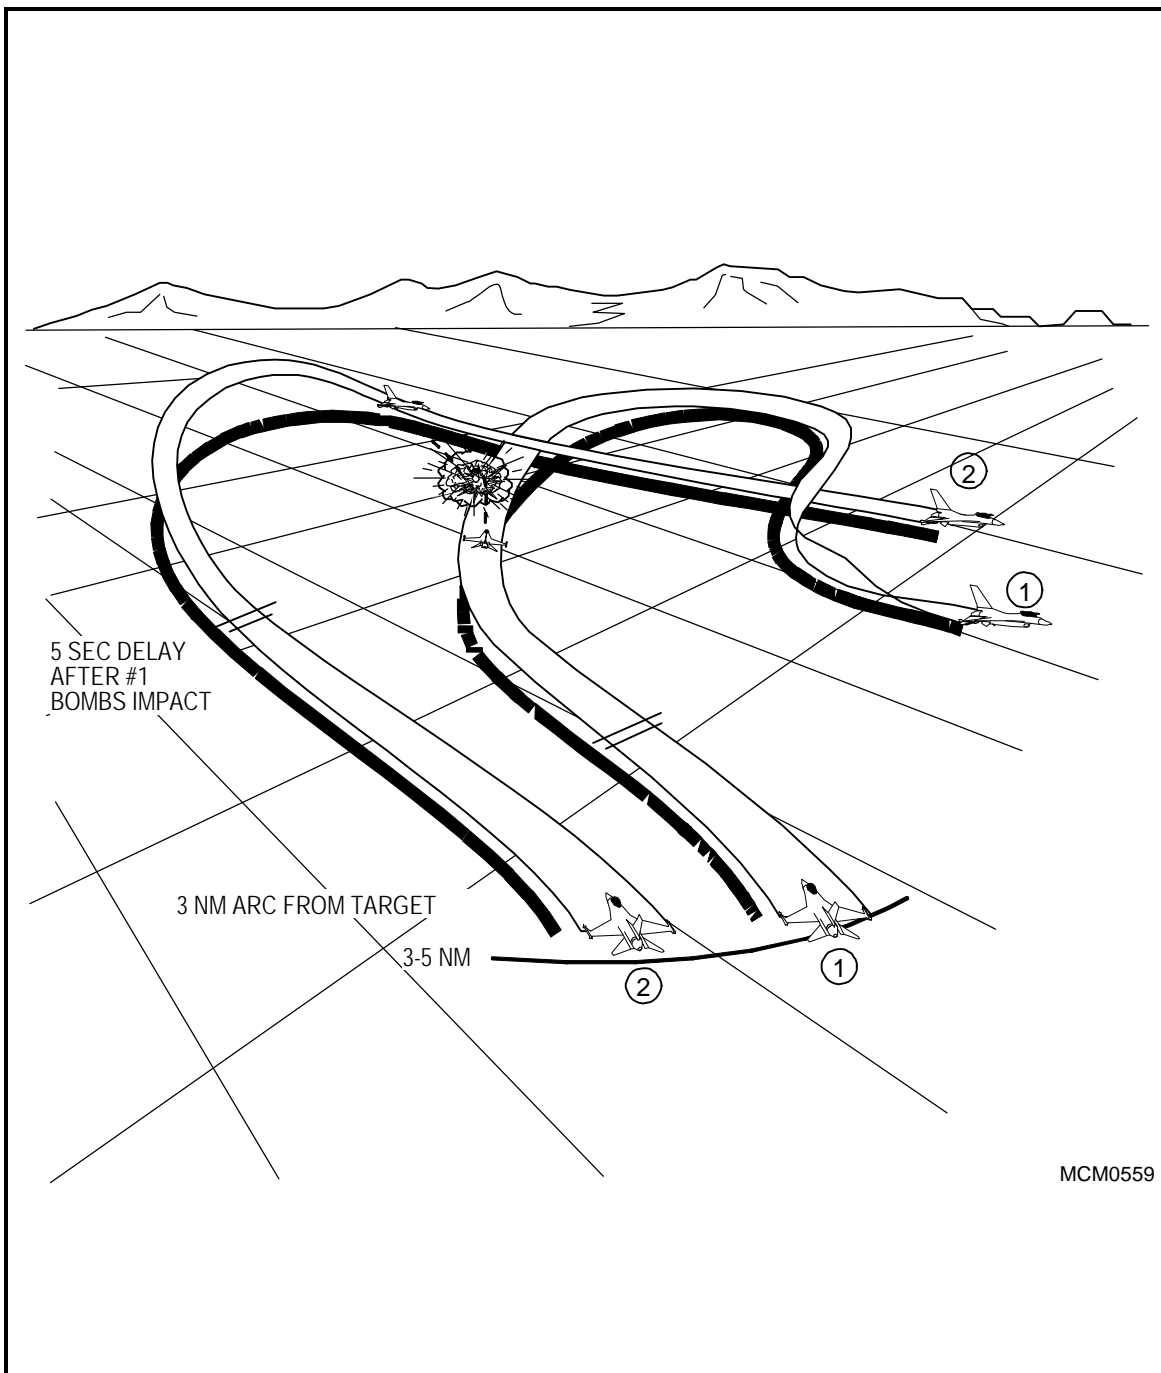 2
1
5 SEC DELAY
AFTER #1
BOMBS IMPACT
3 NM ARC FROM TARGET
3-5 NM
2
1
MCM0559